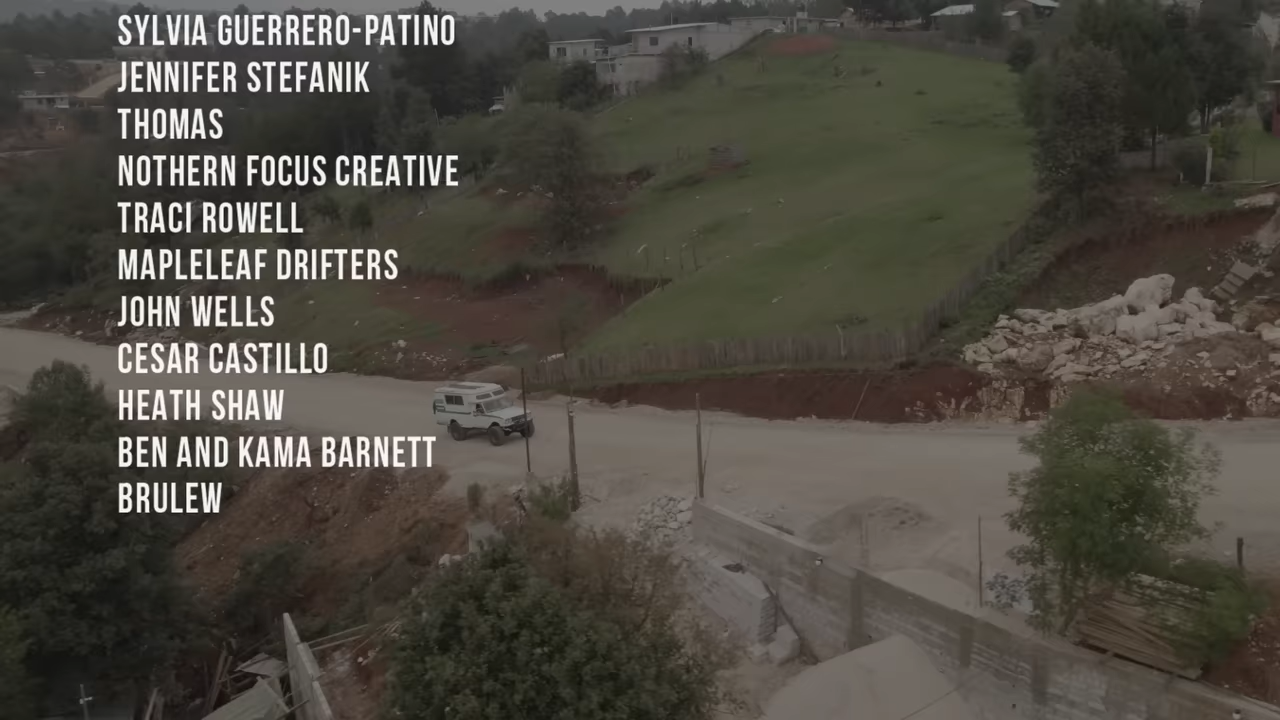 SYLVIA GUERRERO-PATINO
JENNIFER STEFANIK
THOMAS
NOTHERN FOCUS CREATIVE
TRACI ROWELL
MAPLELEAF DRIFTERS
JOHN WELLS
CESAR CASTILLO
HEATH SHAW
BEN AND KAMA BARNETT
BRULEW